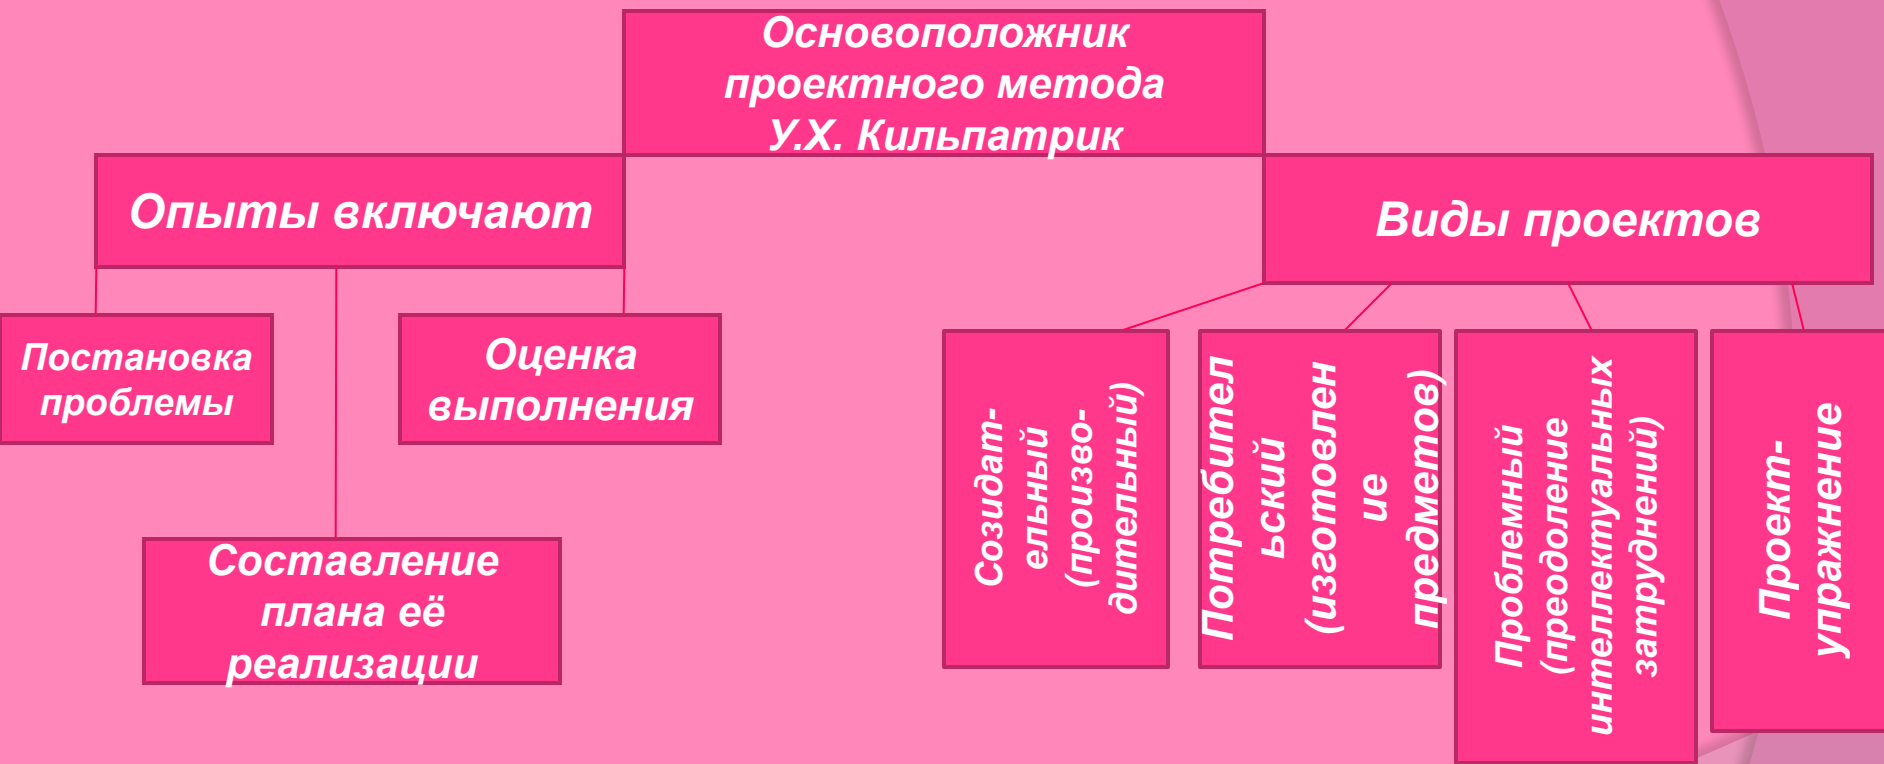 Основоположник
проектного метода
У.Х. Кильпатрик
Опыты включают
Виды проектов
Постановка
проблемы
Оценка
выполнения
Составление
плана её
реализации
Созидат-
ельный
(произво-
дительный)
Потребител
ьский
(изготовлен
ие
предметов)
Проблемный
(преодоление
интеллектуальных
затруднений)
Проект-
упражнение